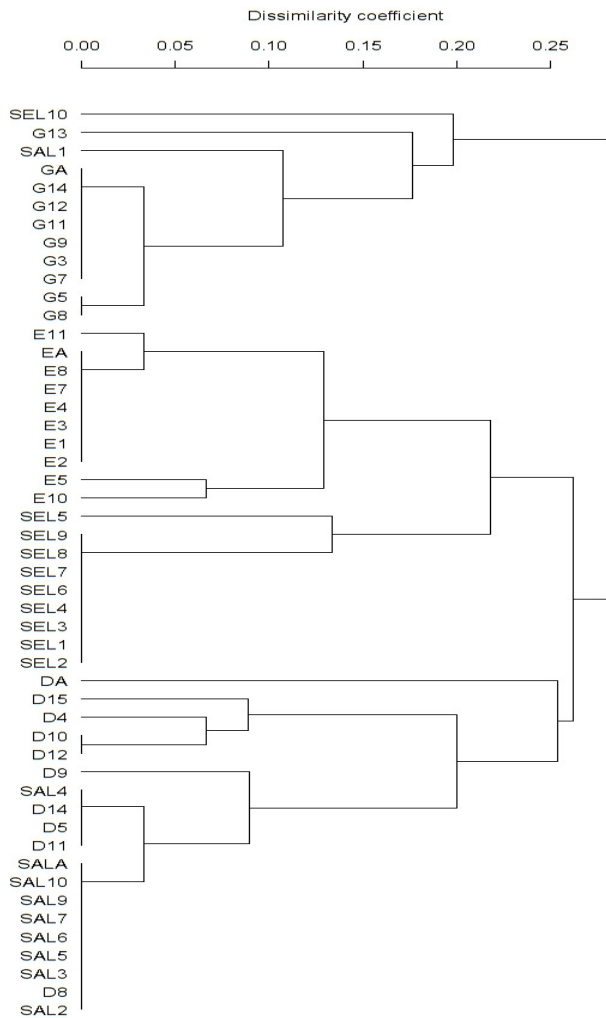 Dissimilarity coefficient
0.00 0.05 0.10 0.15 0.20 0.25
SEL10
G13
SAL1
GA
G14
G12
G11
G9
G3
G7
G5
G8
E11
EA
E8
E7
E4
E3
E1
E2
E5
E10
SEL5
SEL9
SEL8
SEL7
SEL6
SEL4
SEL3
SEL1
SEL2
DA
D15
D4
D10
D12
D9
SAL4
D14
D5
D11
SALA
SAL10
SAL9
SAL7
SAL6
SAL5
SAL3
D8
SAL2